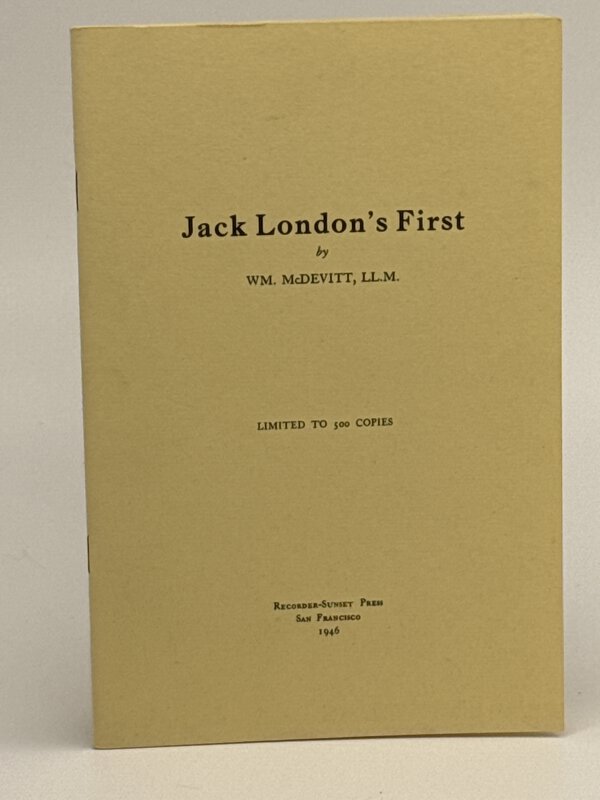 Jack London's First
by
WM. McDEVITT, LL.M.
LIMITED TO 500 COPIES
RECORDER-SUNSET PRESS
SAN FRANCISCO
1946